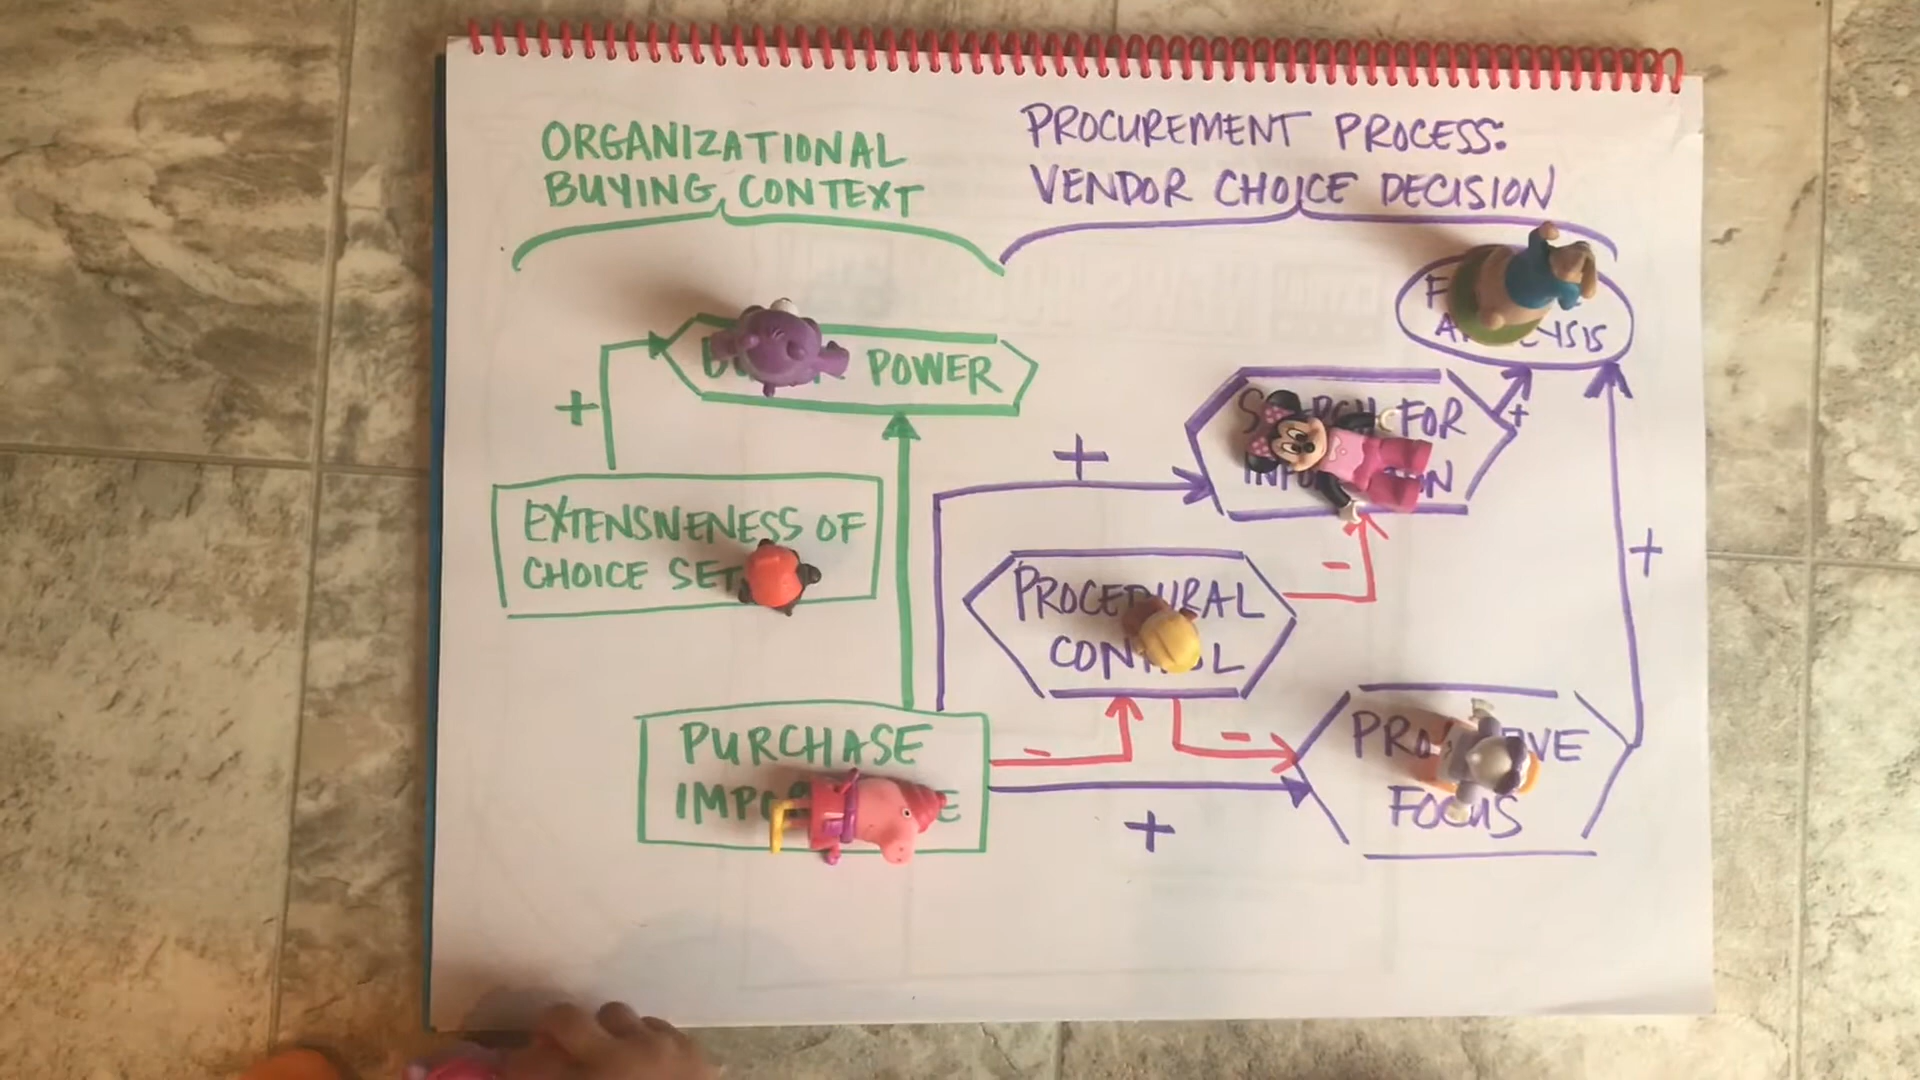 ORGANIZATIONAL
BUYING CONTEXT
PROCUREMENT PROCESS:
VENDOR CHOICE DECISION
POWER
+
EXTENSIVENESS OF
CHOICE SET
PURCHASE
+
FOR
+
-
PROCEDURAL
CONTROL
-
-
+
FOCUS
+